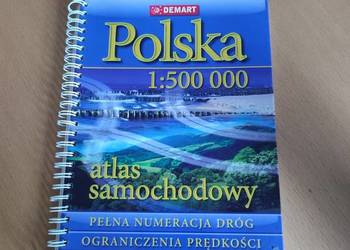 DEMART
Polska
1:500 000
atlas
samochodowy
PEŁNA NUMERACJA DRÓG
OGRANICZENIA PRĘDKOŚCI